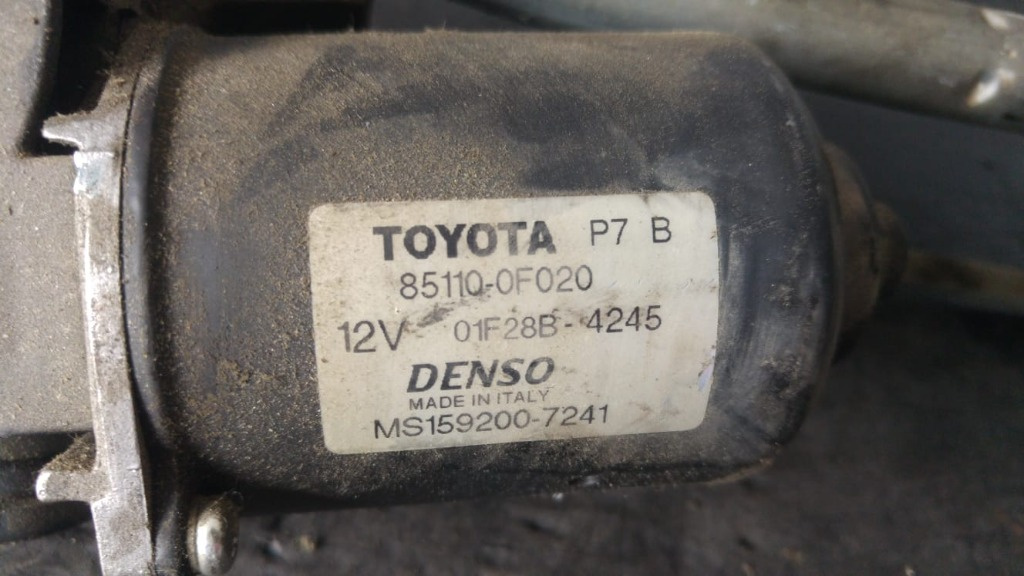 TOYOTA P7 B
85110-0F020
12V- 01F28B-4245
DENSO
MADE IN ITALY
MS159200-7241